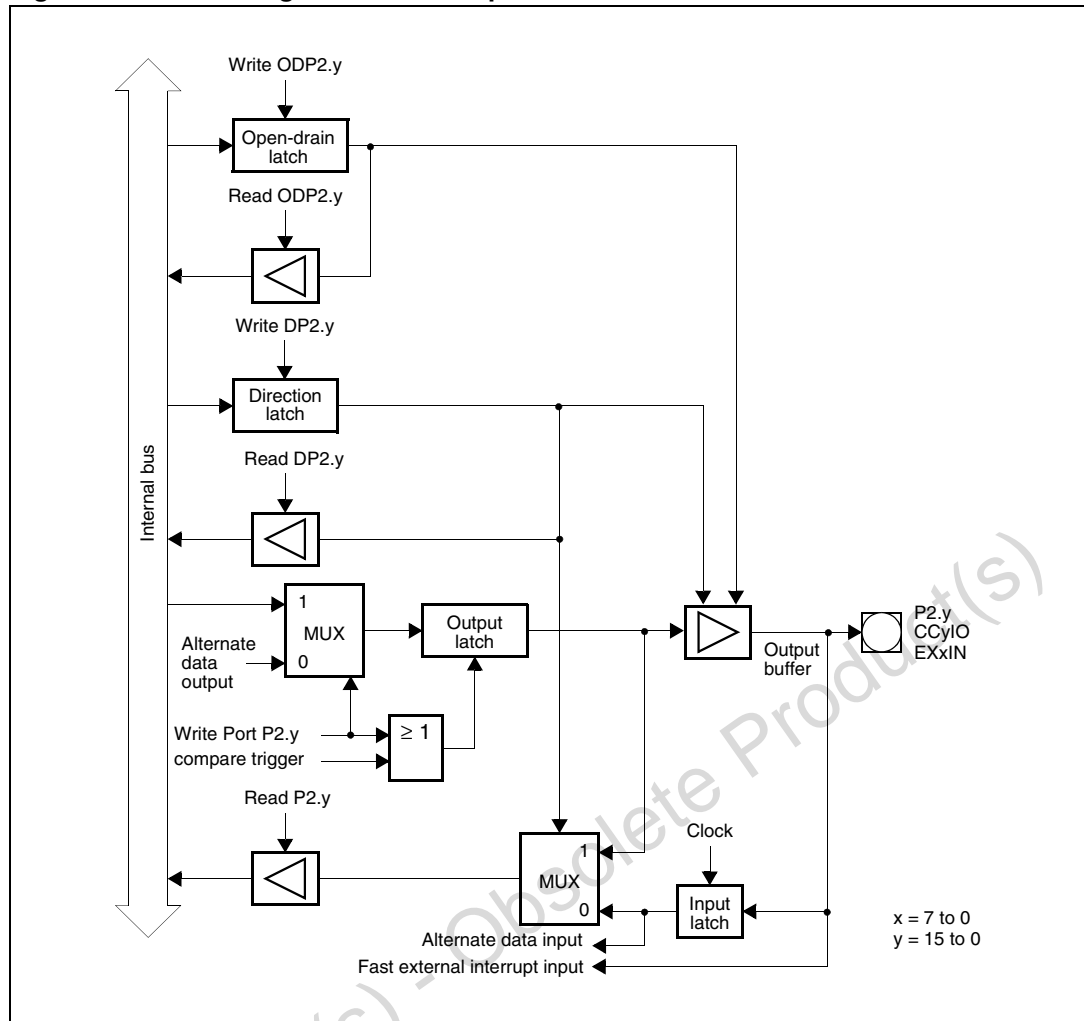 Write ODP2.y
Open-drain
latch
Read ODP2.y
Write DP2.y
Direction
latch
Read DP2.y
Internal bus
1
MUX
0
Alternate
data
output
Output
latch
Write Port P2.y
compare trigger
≥ 1
Output
buffer
P2.y
CCyIO
EXxIN
Read P2.y
1
MUX
0
Clock
Input
latch
Alternate data input
Fast external interrupt input
x = 7 to 0
y = 15 to 0
(s) - Obsolete Product(s)